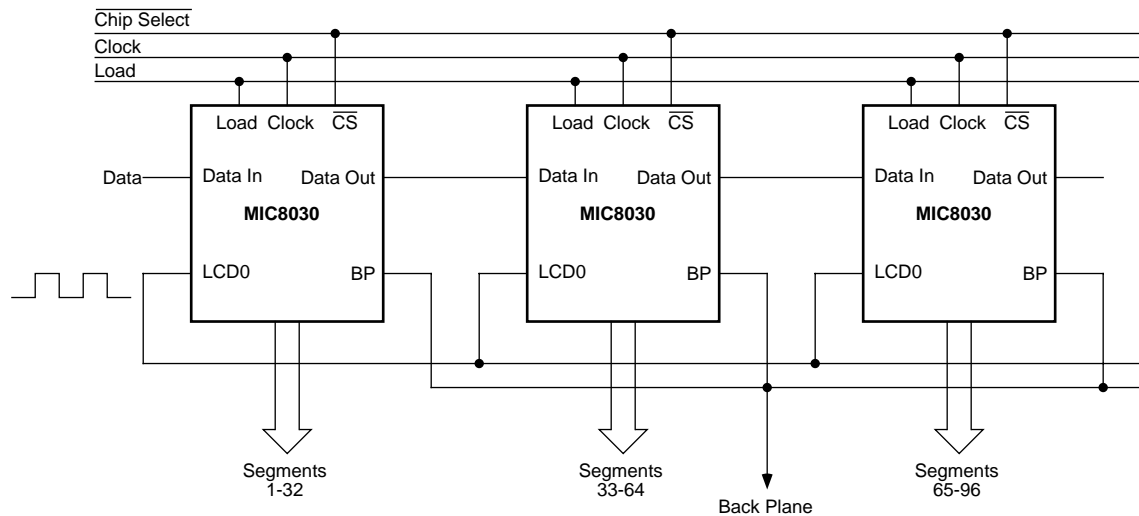 Chip Select
Clock
Load
Load Clock CS
Load Clock CS
Load Clock CS
Data
Data In Data Out
Data In Data Out
Data In Data Out
MIC8030
MIC8030
MIC8030
LCD0 BP
LCD0 BP
LCD0 BP
Segments
1-32
Segments
33-64
Segments
65-96
Back Plane